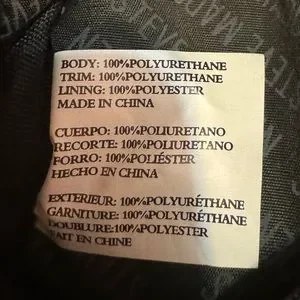 BODY: 100%POLYURETHANE
TRIM: 100%POLYURETHANE
LINING: 100%POLYESTER
MADE IN CHINA
CUERPO: 100%POLIURETANO
RECORTE: 100%POLIURETANO
FORRO: 100%POLIÉSTER
HECHO EN CHINA
EXTERIEUR: 100%POLYURÉTHANE
GARNITURE: 100%POLYURÉTHANE
DOUBLURE:100%POLYESTER
FAIT EN CHINE